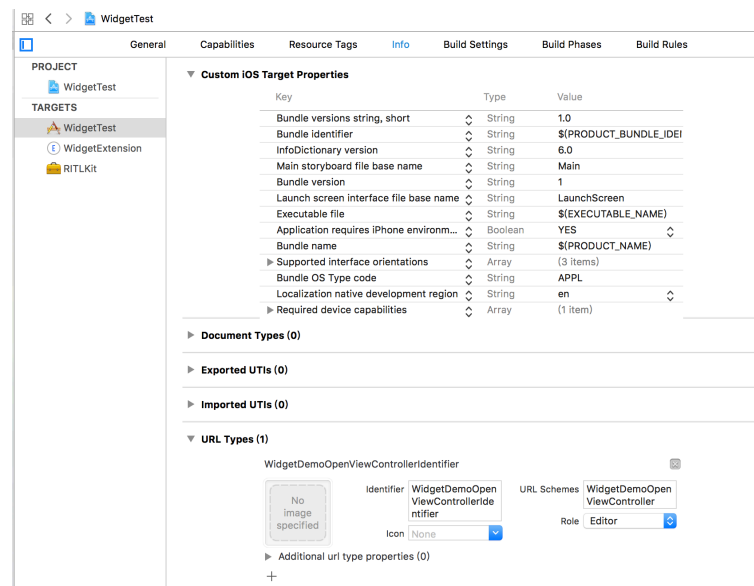 WidgetTest
General Capabilities Resource Tags Info Build Settings Build Phases Build Rules
PROJECT
WidgetTest
TARGETS
WidgetTest
E WidgetExtension
RITLKit
Custom iOS Target Properties
Key Type Value
Bundle versions string, short String 1.0
Bundle identifier String $(PRODUCT_BUNDLE_IDEI
InfoDictionary version String 6.0
Main storyboard file base name String Main
Bundle version String 1
Launch screen interface file base name String LaunchScreen
Executable file String $(EXECUTABLE_NAME)
Application requires iPhone environm... Boolean YES
Bundle name String $(PRODUCT_NAME)
Supported interface orientations Array (3 items)
Bundle OS Type code String APPL
Localization native development region String en
Required device capabilities Array (1 item)
Document Types (0)
Exported UTIs (0)
Imported UTIs (0)
URL Types (1)
WidgetDemoOpenViewControllerIdentifier
No
image
specified
Identifier WidgetDemoOpen
ViewControllerIde
ntifier
Icon None
URL Schemes WidgetDemoOpen
ViewController
Role Editor
Additional url type properties (0)